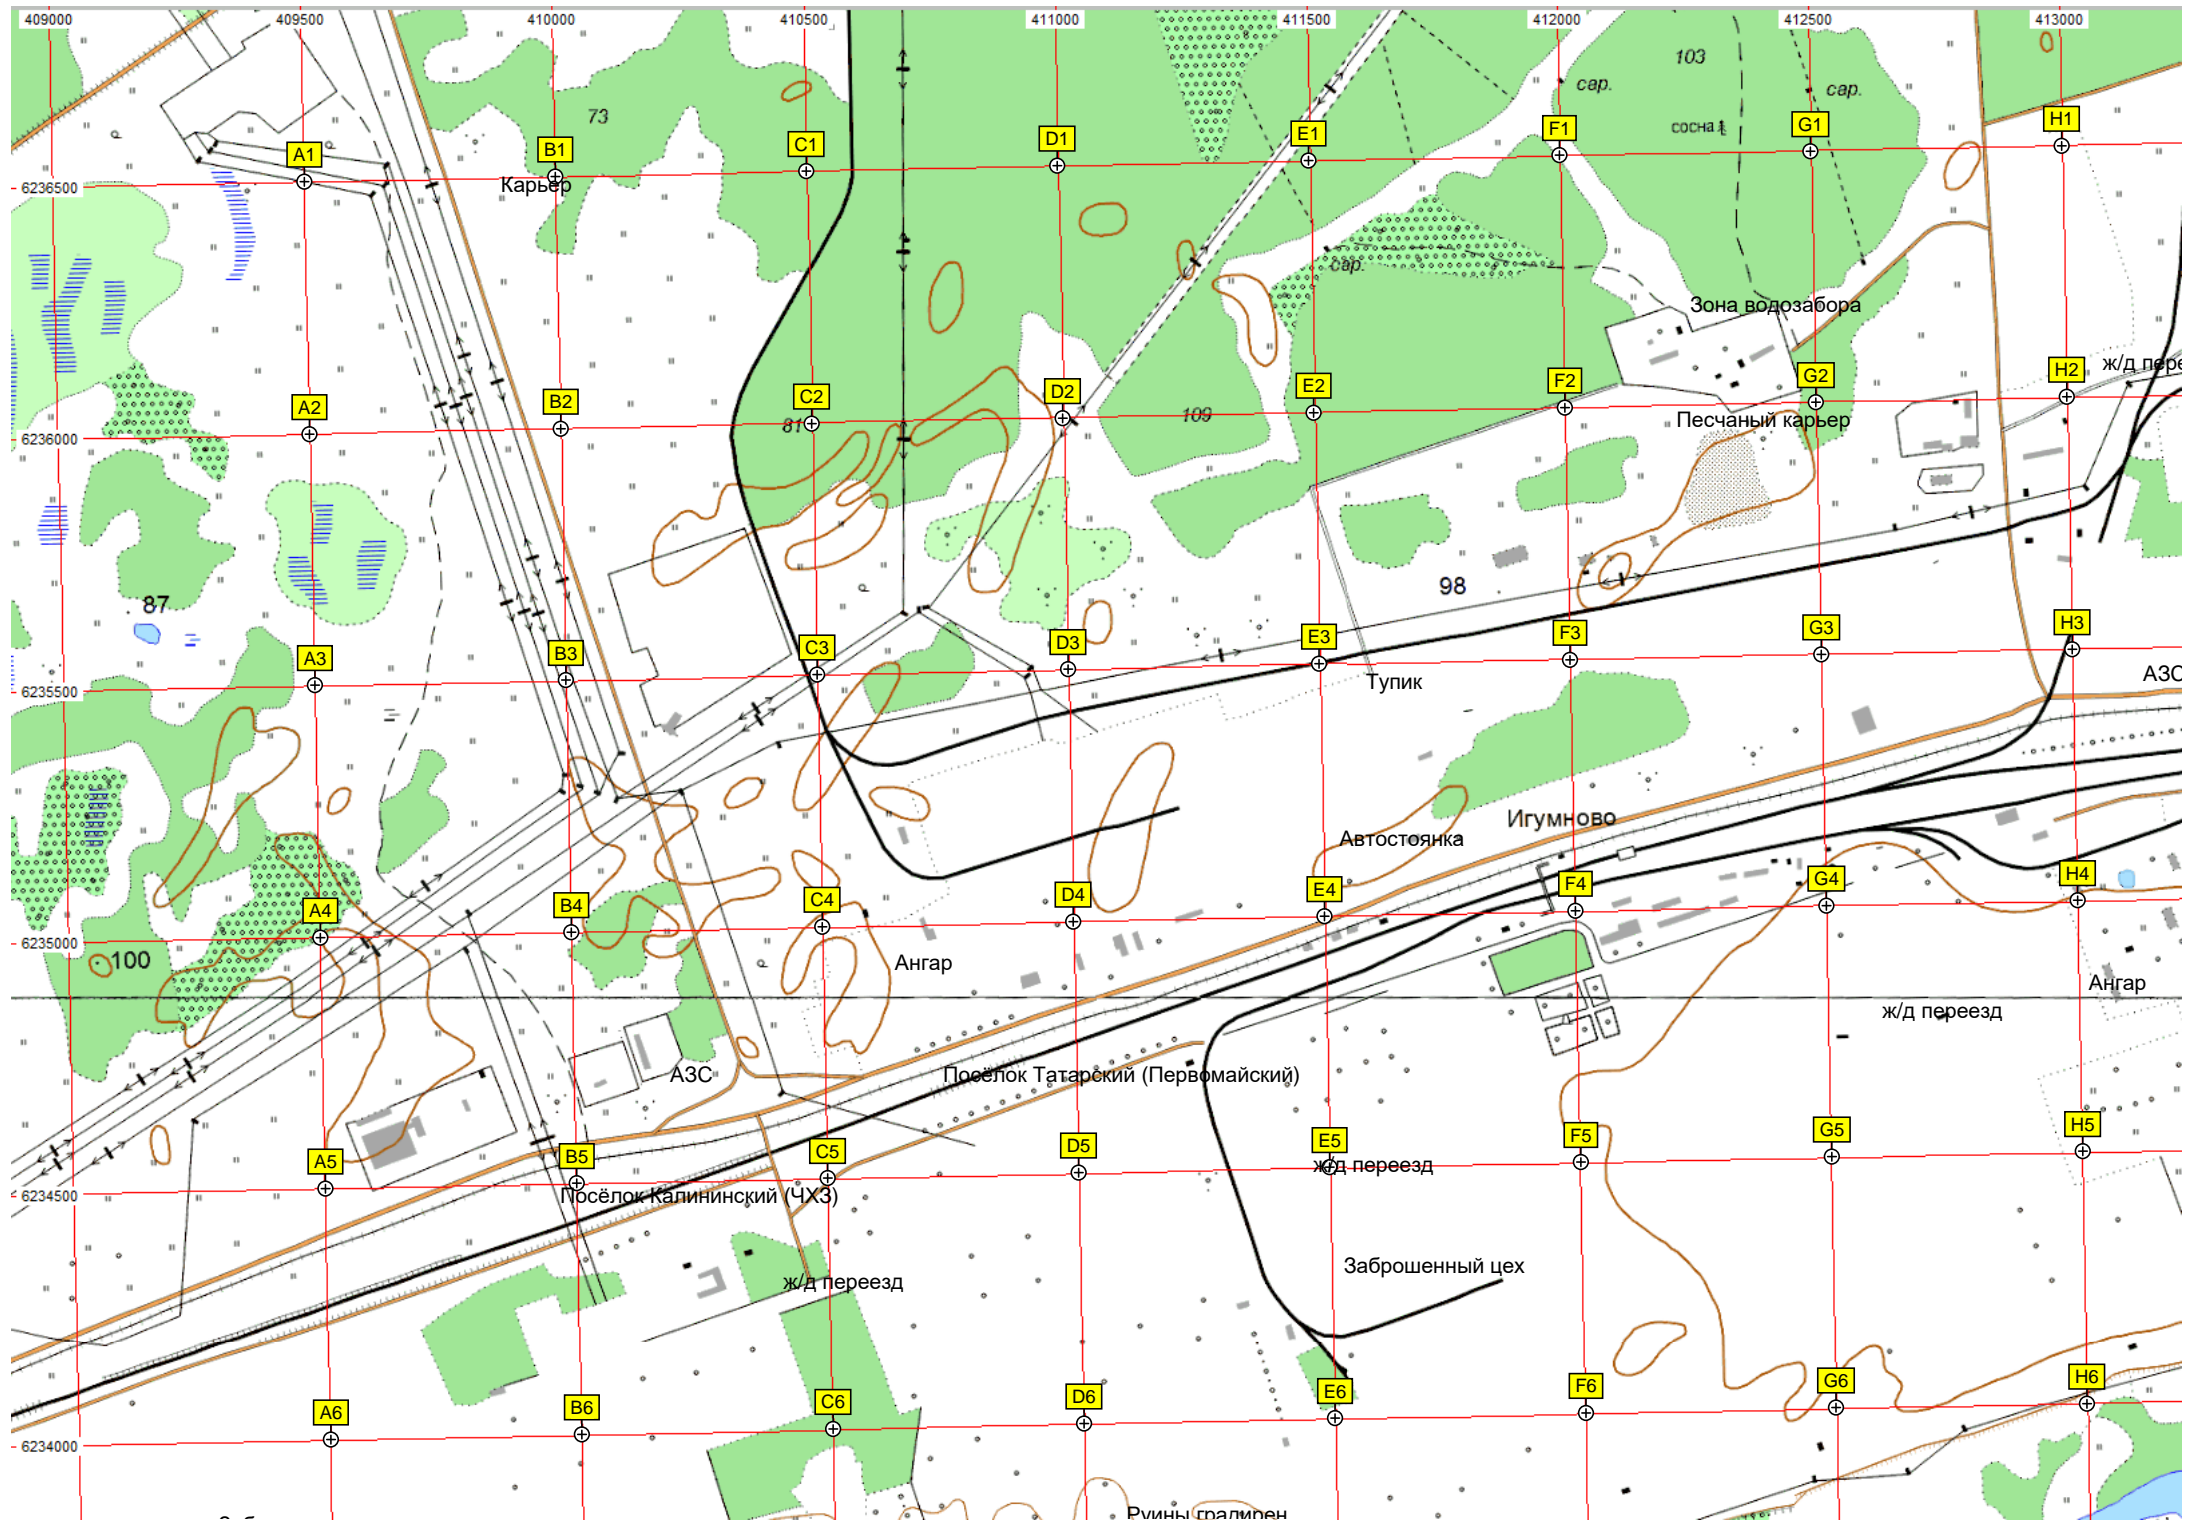 409000 409500 410000 410500 411000 411500 412000 412500 413000
103
сар. сар.
73
сосна
A1 B1 C1 D1 E1 F1 G1 H1
6236500
Карьер
сар.
Зона водозабора
ж/д пере
A2 B2 C2 D2 E2 F2 G2 H2
81 109
Песчаный карьер
6236000
98
87
A3 B3 C3 D3 E3 F3 G3 H3
6235500
Тупик
АЗС
Игумново
Автостоянка
A4 B4 C4 D4 E4 F4 G4 H4
6235000
100
Ангар
Ангар
ж/д переезд
АЗС
Посёлок Татарский (Первомайский)
A5 B5 C5 D5 E5 F5 G5 H5
ж/д переезд
6234500
Посёлок Калининский (ЧХЗ)
Заброшенный цех
ж/д переезд
A6 B6 C6 D6 E6 F6 G6 H6
6234000
Руины градирен